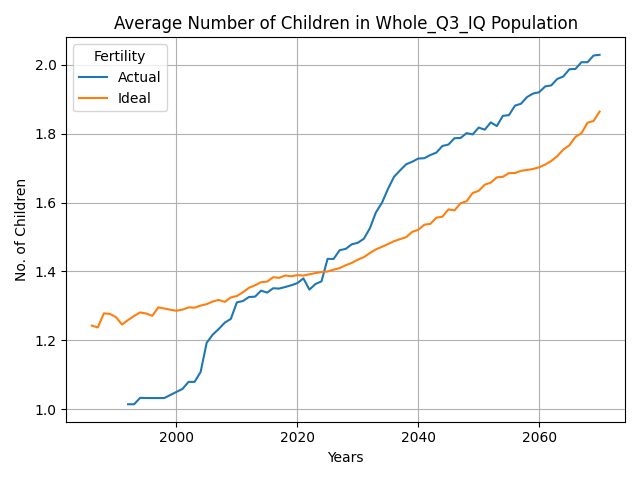 Average Number of Children in Whole_Q3_IQ Population
Fertility
Actual
Ideal
No. of Children
2.0
1.8
1.6
1.4
1.2
1.0
2000 2020 2040 2060
Years